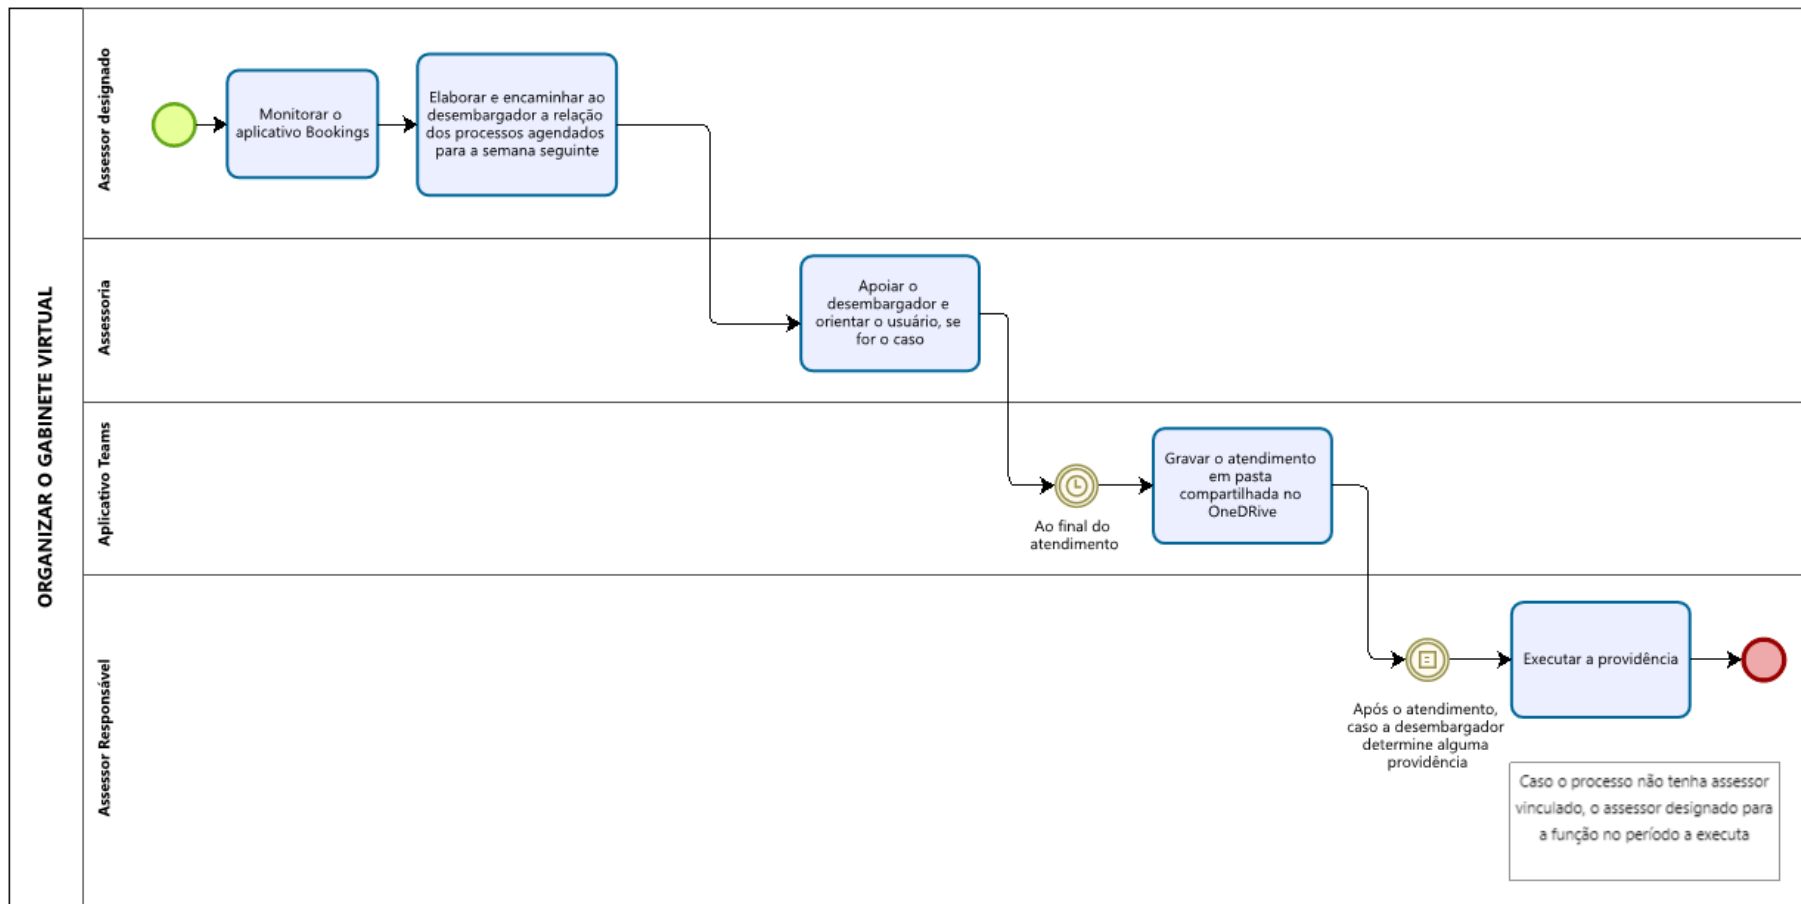 ORGANIZAR O GABINETE VIRTUAL
Assessor designado
Monitorar o
aplicativo Bookings
Elaborar e encaminhar ao
desembargador a relação
dos processos agendados
para a semana seguinte
Assessoria
Apoiar o
desembargador e
orientar o usuário, se
for o caso
Aplicativo Teams
Ao final do
atendimento
Gravar o atendimento
em pasta
compartilhada no
OneDRive
Assessor Responsável
Após o atendimento,
caso a desembargador
determine alguma
providência
Executar a providência
Caso o processo não tenha assessor
vinculado, o assessor designado para
a função no período a executa